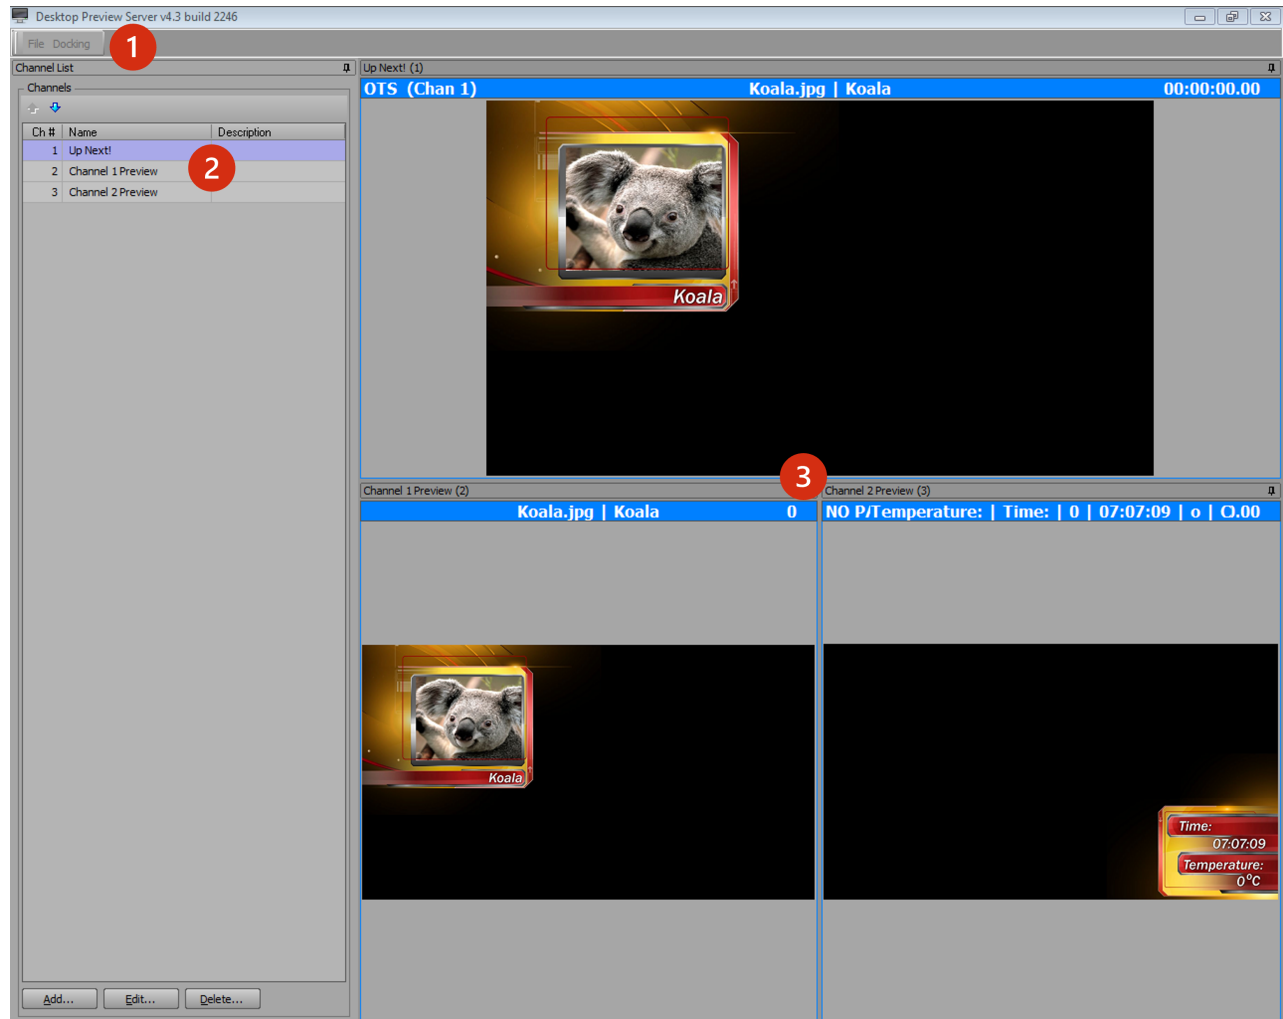 Desktop Preview Server v4.3 build 2246
File Docking
1
Channel List
Channels
Ch # Name Description
1 Up Next!
2 Channel 1 Preview
3 Channel 2 Preview
2
Add... Edit... Delete...
Up Next! (1)
OTS (Chan 1) Koala.jpg | Koala 00:00:00.00
Koala
3
Channel 1 Preview (2)
Koala.jpg | Koala 0
Koala
Channel 2 Preview (3)
NO P/Temperature: | Time: | 0 | 07:07:09 | o | O.00
Time:
07:07:09
Temperature:
0°C